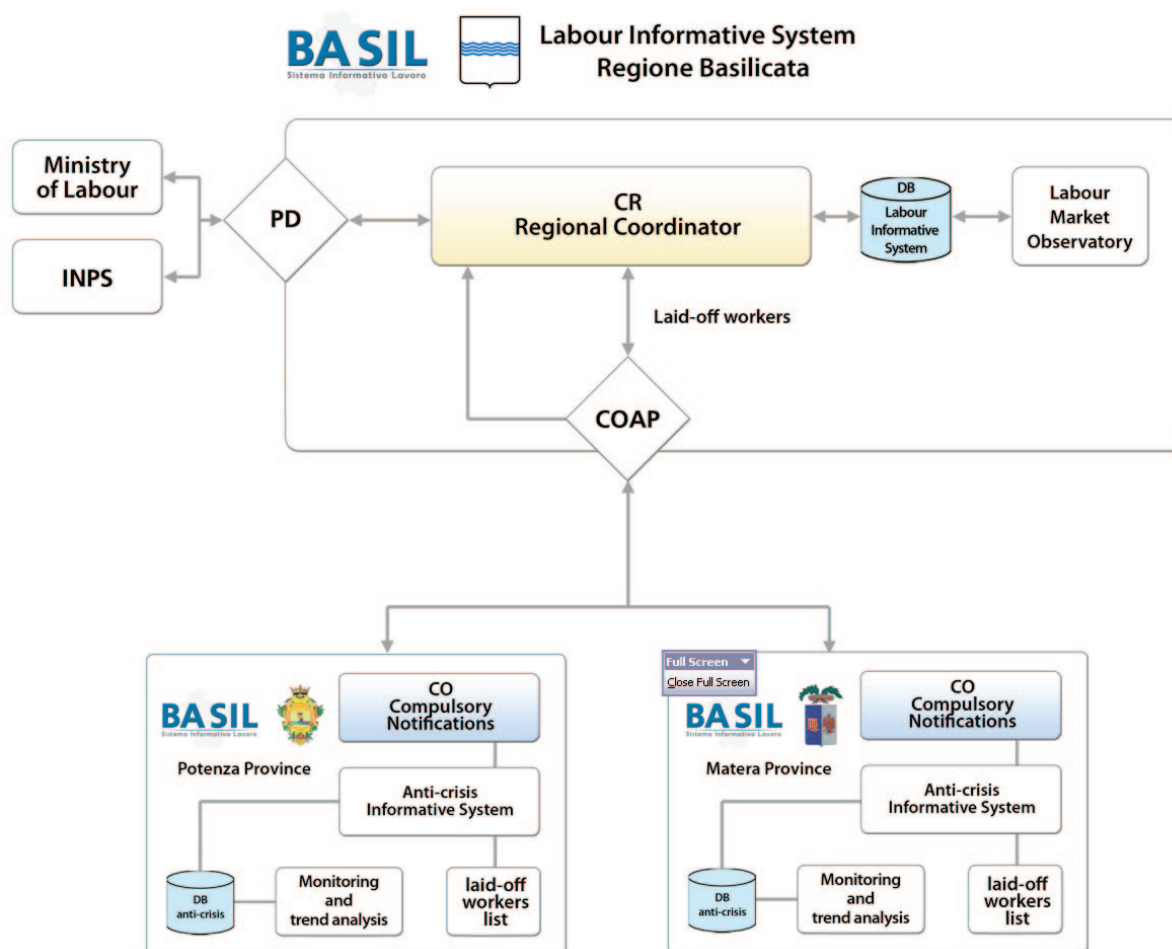 BASIL
Sistema Informativo Lavoro
Labour Informative System
Regione Basilicata
Ministry
of Labour
INPS
PD
CR
Regional Coordinator
DB
Labour
Informative
System
Labour
Market
Observatory
Laid-off workers
COAP
BASIL
Sistema Informativo Lavoro
Potenza Province
CO
Compulsory
Notifications
Anti-crisis
Informative System
DB
anti-crisis
Monitoring
and
trend analysis
laid-off
workers
list
Full Screen
Close Full Screen
BASIL
Sistema Informativo Lavoro
Matera Province
CO
Compulsory
Notifications
Anti-crisis
Informative System
DB
anti-crisis
Monitoring
and
trend analysis
laid-off
workers
list